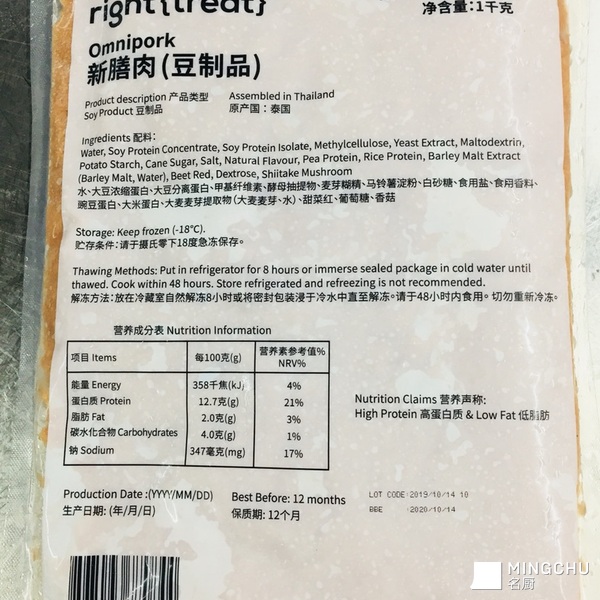 right{treat}
净含量:1千克
Omnipork
新膳肉(豆制品)
Product description 产品类型
Soy Product 豆制品
Assembled in Thailand
原产国:泰国
Ingredients 配料:
Water, Soy Protein Concentrate, Soy Protein Isolate, Methylcellulose, Yeast Extract, Maltodextrin,
Potato Starch, Cane Sugar, Salt, Natural Flavour, Pea Protein, Rice Protein, Barley Malt Extract
(Barley Malt, Water), Beet Red, Dextrose, Shiitake Mushroom
水、大豆浓缩蛋白、大豆分离蛋白、甲基纤维素、酵母抽提物、麦芽糊精、马铃薯淀粉、白砂糖、食用盐、食用香料、
豌豆蛋白、大米蛋白、大麦麦芽提取物(大麦麦芽、水)、甜菜红、葡萄糖、香菇
Storage: Keep frozen (-18°C).
贮存条件:请于摄氏零下18度急冻保存。
Thawing Methods: Put in refrigerator for 8 hours or immerse sealed package in cold water until
thawed. Cook within 48 hours. Store refrigerated and refreezing is not recommended.
解冻方法:放在冷藏室自然解冻8小时或将密封包装浸于冷水中直至解冻。请于48小时内食用。切勿重新冷冻。
营养成分表 Nutrition Information
项目 Items 每100克(g) 营养素参考值%
NRV%
能量 Energy 358千焦(kJ) 4%
蛋白质 Protein 12.7克(g) 21%
脂肪 Fat 2.0克(g) 3%
碳水化合物 Carbohydrates 4.0克(g) 1%
钠 Sodium 347毫克(mg) 17%
Nutrition Claims 营养声称:
High Protein 高蛋白质 & Low Fat 低脂肪
Production Date :(YYYY/MM/DD)
生产日期: (年/月/日)
Best Before: 12 months
保质期: 12个月
LOT CODE:2019/10/14 10
BBE :2020/10/14
MINGCHU
名厨